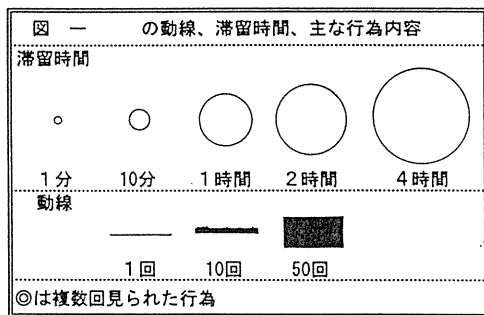 図 一 の動線、滞留時間、主な行為内容
滞留時間
1分 10分 1時間 2時間 4時間
動線
1回 10回 50回
◎は複数回見られた行為